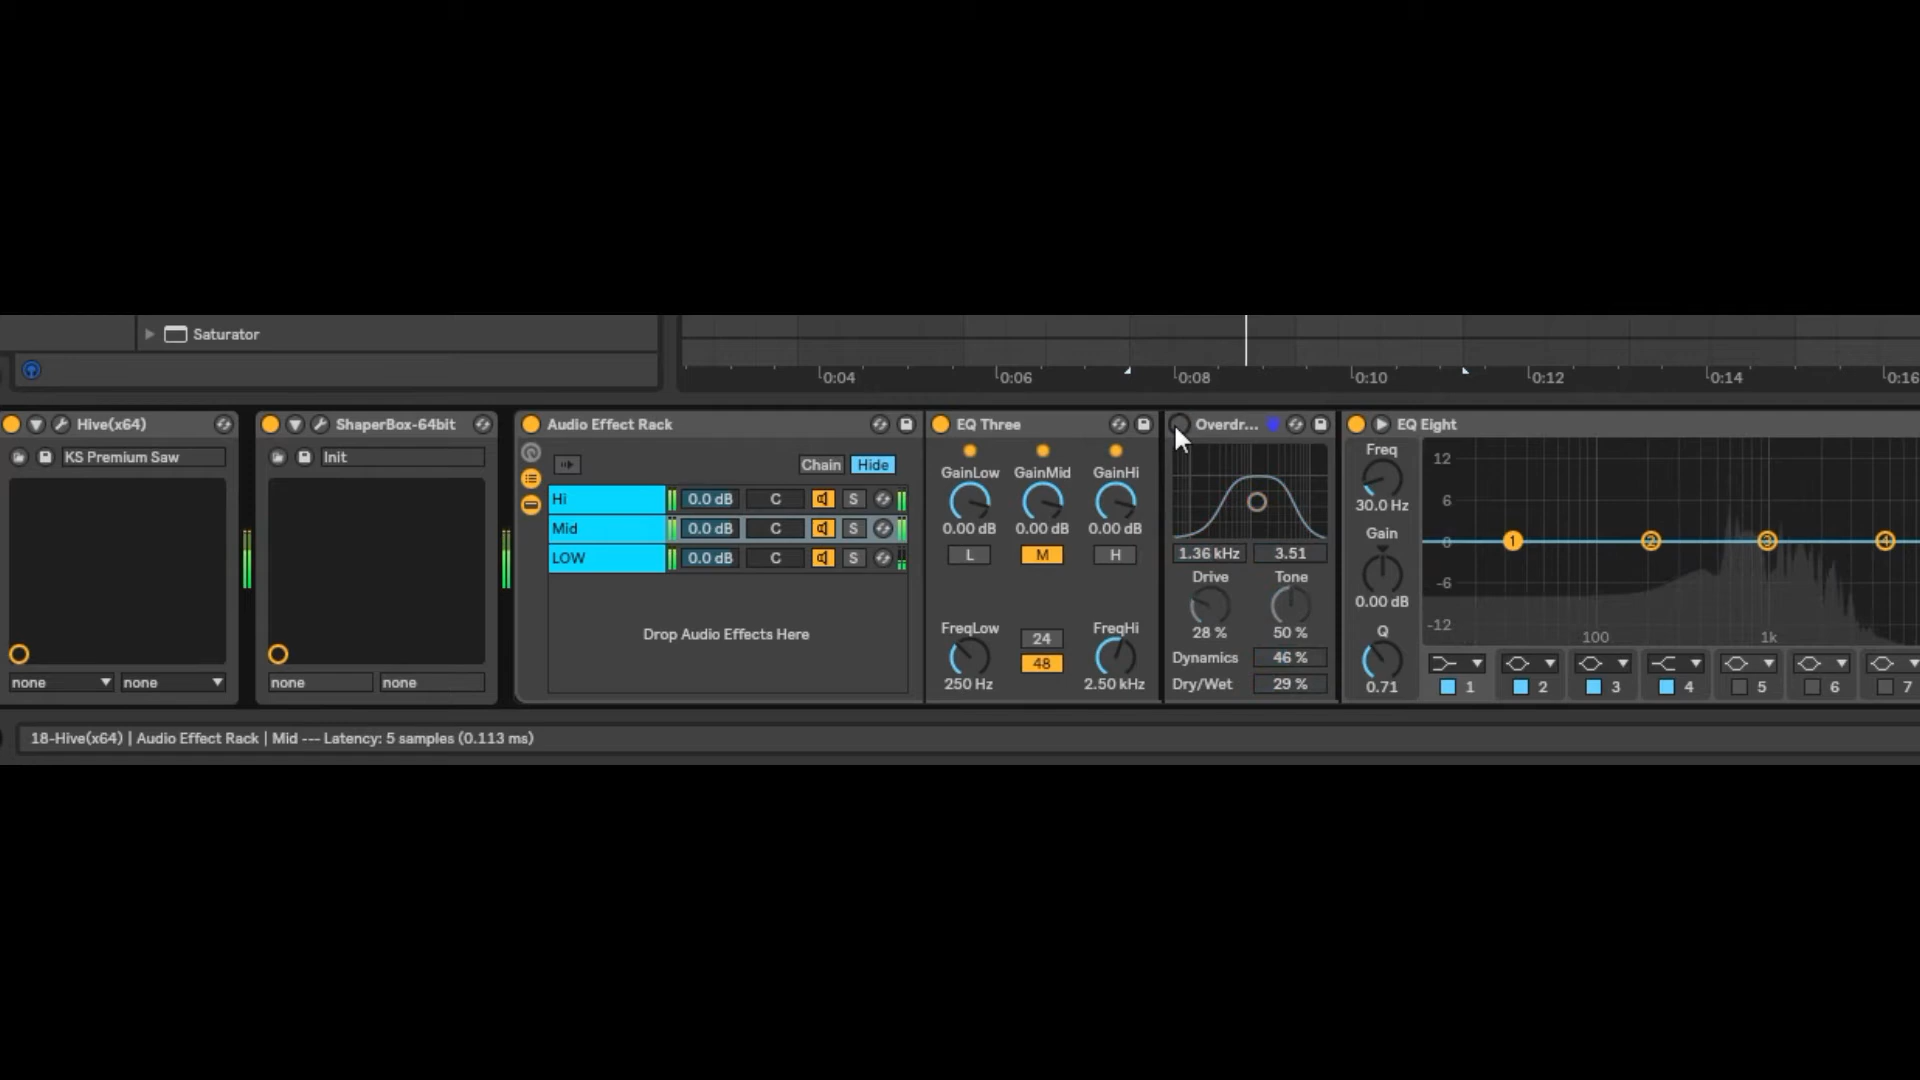 Saturator
0:04 0:06 0:08 0:10 0:12 0:14 0:16
Hive(x64)
KS Premium Saw
none none
ShaperBox-64bit
Init
none none
Audio Effect Rack
Chain Hide
Hi 0.0 dB C S
Mid 0.0 dB C S
LOW 0.0 dB C S
Drop Audio Effects Here
EQ Three
GainLow GainMid GainHi
0.00 dB 0.00 dB 0.00 dB
L M H
FreqLow 24 FreqHi
48
250 Hz 2.50 kHz
Overdr...
1.36 kHz 3.51
Drive Tone
28 % 50 %
Dynamics 46 %
Dry/Wet 29 %
EQ Eight
Freq
30.0 Hz
Gain
0.00 dB
Q
0.71
12
6
0
-6
-12
100 1k
1 2 3 4
1 2 3 4 5 6 7
18-Hive(x64) | Audio Effect Rack | Mid --- Latency: 5 samples (0.113 ms)